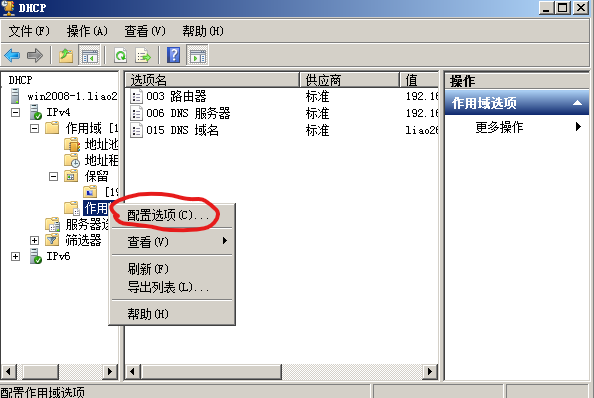 DHCP
文件(F) 操作(A) 查看(V) 帮助(H)
DHCP
win2008-1.liao2
IPv4
作用域 [1
地址池
地址租
保留
[19
作用
服务器选
筛选器
IPv6
选项名 供应商 值
003 路由器 标准 192.16
006 DNS 服务器 标准 192.16
015 DNS 域名 标准 liao26
配置选项(C)...
查看(V)
刷新(F)
导出列表(L)...
帮助(H)
操作
作用域选项
更多操作
配置作用域选项